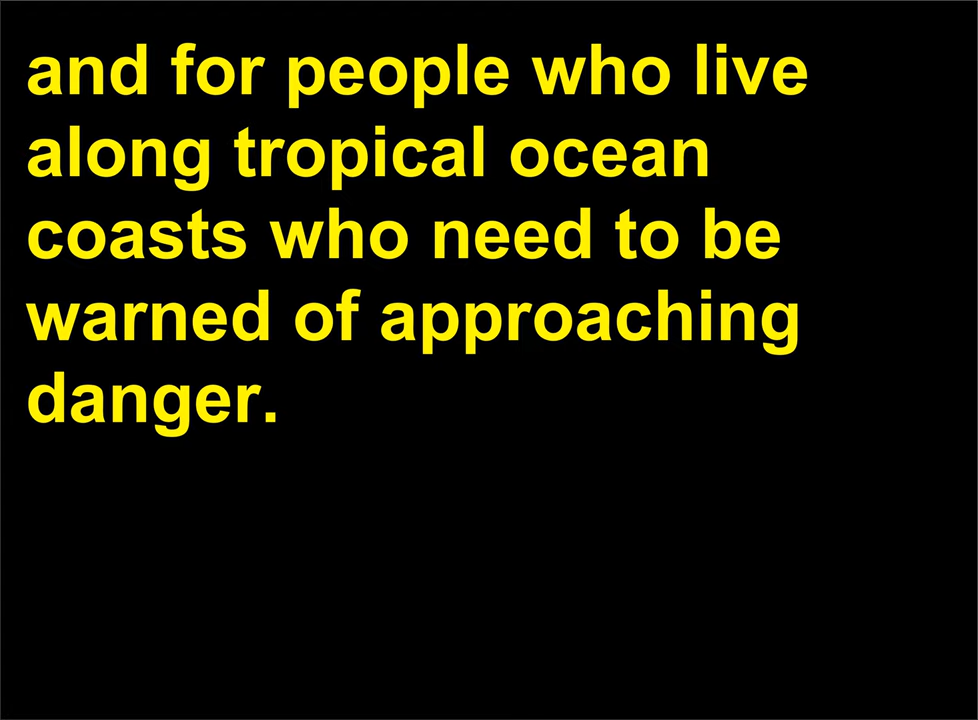 and for people who live
along tropical ocean
coasts who need to be
warned of approaching
danger.